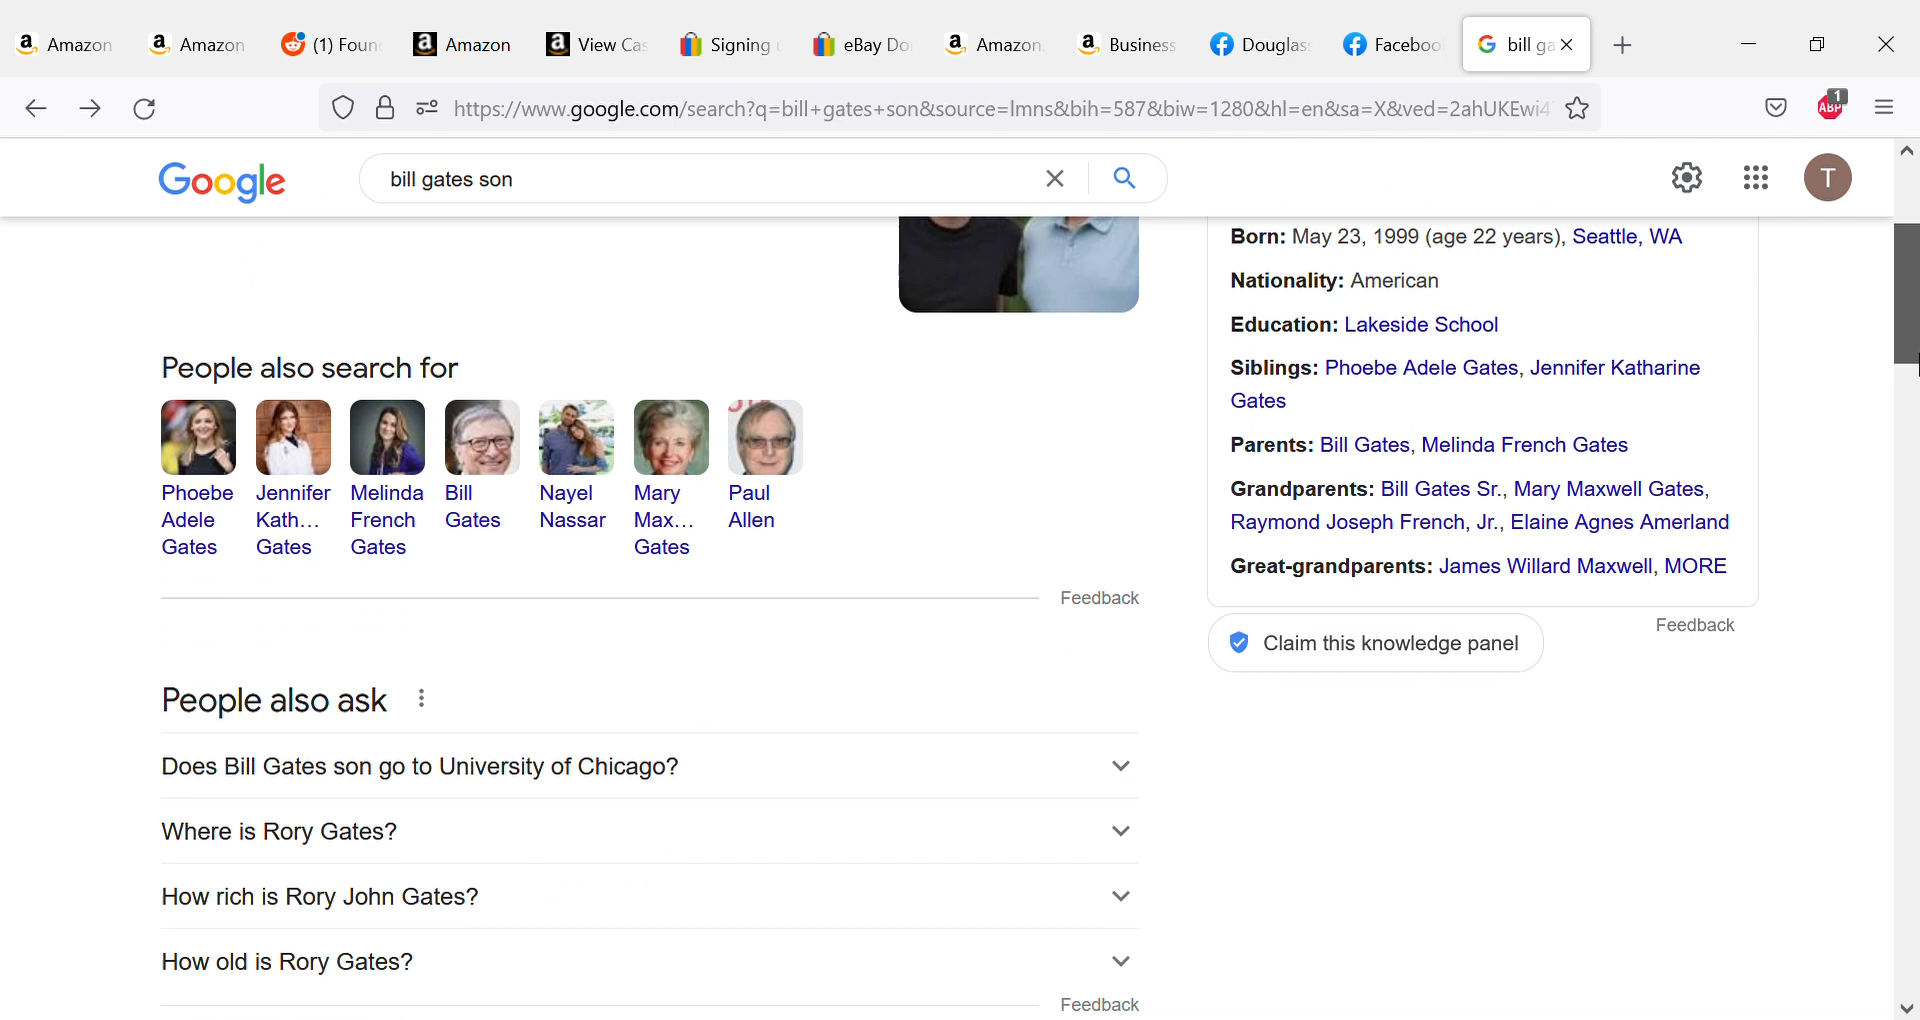 Amazon
Amazon
(1) Foun
Amazon
View Cas
Signing
eBay Do
Amazon.
Business
Douglas
Faceboo
bill ga
https://www.google.com/search?q=bill+gates+son&source=lmns&bih=587&biw=1280&hl=en&sa=X&ved=2ahUKEwi4
ABP
1
Google
bill gates son
T
Born: May 23, 1999 (age 22 years), Seattle, WA
Nationality: American
Education: Lakeside School
Siblings: Phoebe Adele Gates, Jennifer Katharine
Gates
Parents: Bill Gates, Melinda French Gates
Grandparents: Bill Gates Sr., Mary Maxwell Gates,
Raymond Joseph French, Jr., Elaine Agnes Amerland
Great-grandparents: James Willard Maxwell, MORE
Feedback
Claim this knowledge panel
People also search for
Phoebe
Adele
Gates
Jennifer
Kath...
Gates
Melinda
French
Gates
Bill
Gates
Nayel
Nassar
Mary
Max...
Gates
Paul
Allen
Feedback
People also ask
Does Bill Gates son go to University of Chicago?
Where is Rory Gates?
How rich is Rory John Gates?
How old is Rory Gates?
Feedback